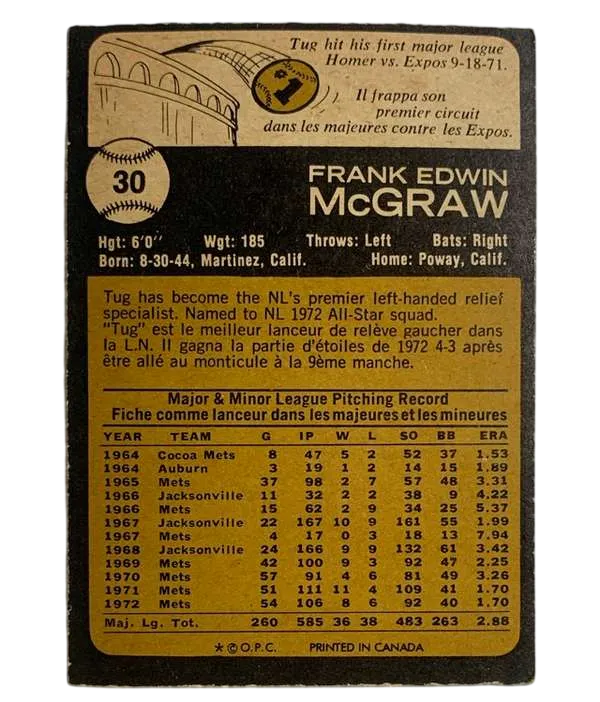 Tug hit his first major league
Homer vs. Expos 9-18-71.
#1
Il frappa son
premier circuit
dans les majeures contre les Expos.
30
FRANK EDWIN
McGRAW
Hgt: 6'0" Wgt: 185 Throws: Left Bats: Right
Born: 8-30-44, Martinez, Calif. Home: Poway, Calif.
Tug has become the NL's premier left-handed relief
specialist. Named to NL 1972 All-Star squad.
"Tug" est le meilleur lanceur de relève gaucher dans
la L.N. Il gagna la partie d'étoiles de 1972 4-3 après
être allé au monticule à la 9ème manche.
Major & Minor League Pitching Record
Fiche comme lanceur dans les majeures et les mineures
YEAR TEAM G IP W L SO BB ERA
1964 Cocoa Mets 8 47 5 2 52 37 1.53
1964 Auburn 3 19 1 2 14 15 1.89
1965 Mets 37 98 2 7 57 48 3.31
1966 Jacksonville 11 32 2 2 38 9 4.22
1966 Mets 15 62 2 9 34 25 5.37
1967 Jacksonville 22 167 10 9 161 55 1.99
1967 Mets 4 17 0 3 18 13 7.94
1968 Jacksonville 24 166 9 9 132 61 3.42
1969 Mets 42 100 9 3 92 47 2.25
1970 Mets 57 91 4 6 81 49 3.26
1971 Mets 51 111 11 4 109 41 1.70
1972 Mets 54 106 8 6 92 40 1.70
Maj. Lg. Tot. 260 585 36 38 483 263 2.88
* © O.P.C. PRINTED IN CANADA